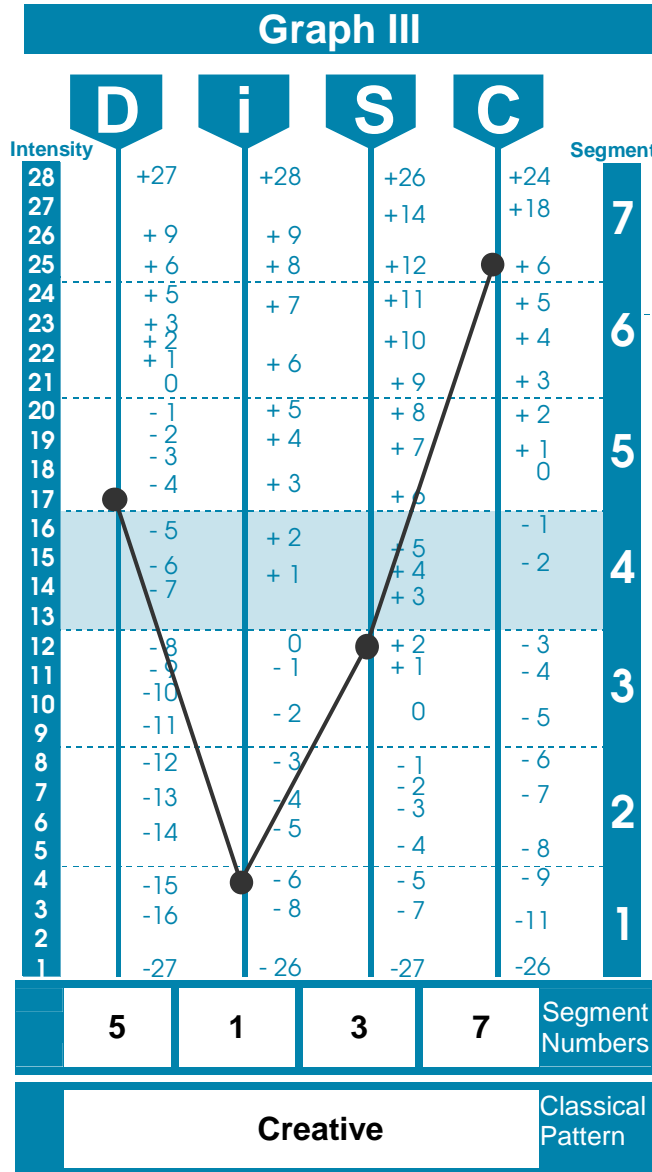 Graph III
D i S C
Intensity Segment
28 +27 +28 +26 +24
27 +14 +18 7
26 + 9 + 9
25 + 6 + 8 +12 + 6
24 + 5 + 7 +11 + 5
23 + 3 6
+ 2 +10 + 4
22 + 1 + 6
21 0 + 9 + 3
20 - 1 + 5 + 8 + 2
19 - 2 + 4 + 7 + 1 5
18 - 3 0
17 - 4 + 3 + 6
16 - 5 + 2 - 1
15 - 6 + 5 - 2 4
14 - 7 + 1 + 4
13 + 3
12 - 8 0 + 2 - 3
11 - 9 - 1 + 1 - 4 3
10 -10 - 2 0 - 5
9 -11
8 -12 - 3 - 1 - 6
7 -13 - 4 - 2 - 7
- 3 2
6 -14 - 5
5 - 4 - 8
4 -15 - 6 - 5 - 9
3 -16 - 8 - 7 -11 1
2
1 -27 - 26 -27 -26
5 1 3 7 Segment
Numbers
Creative Classical
Pattern